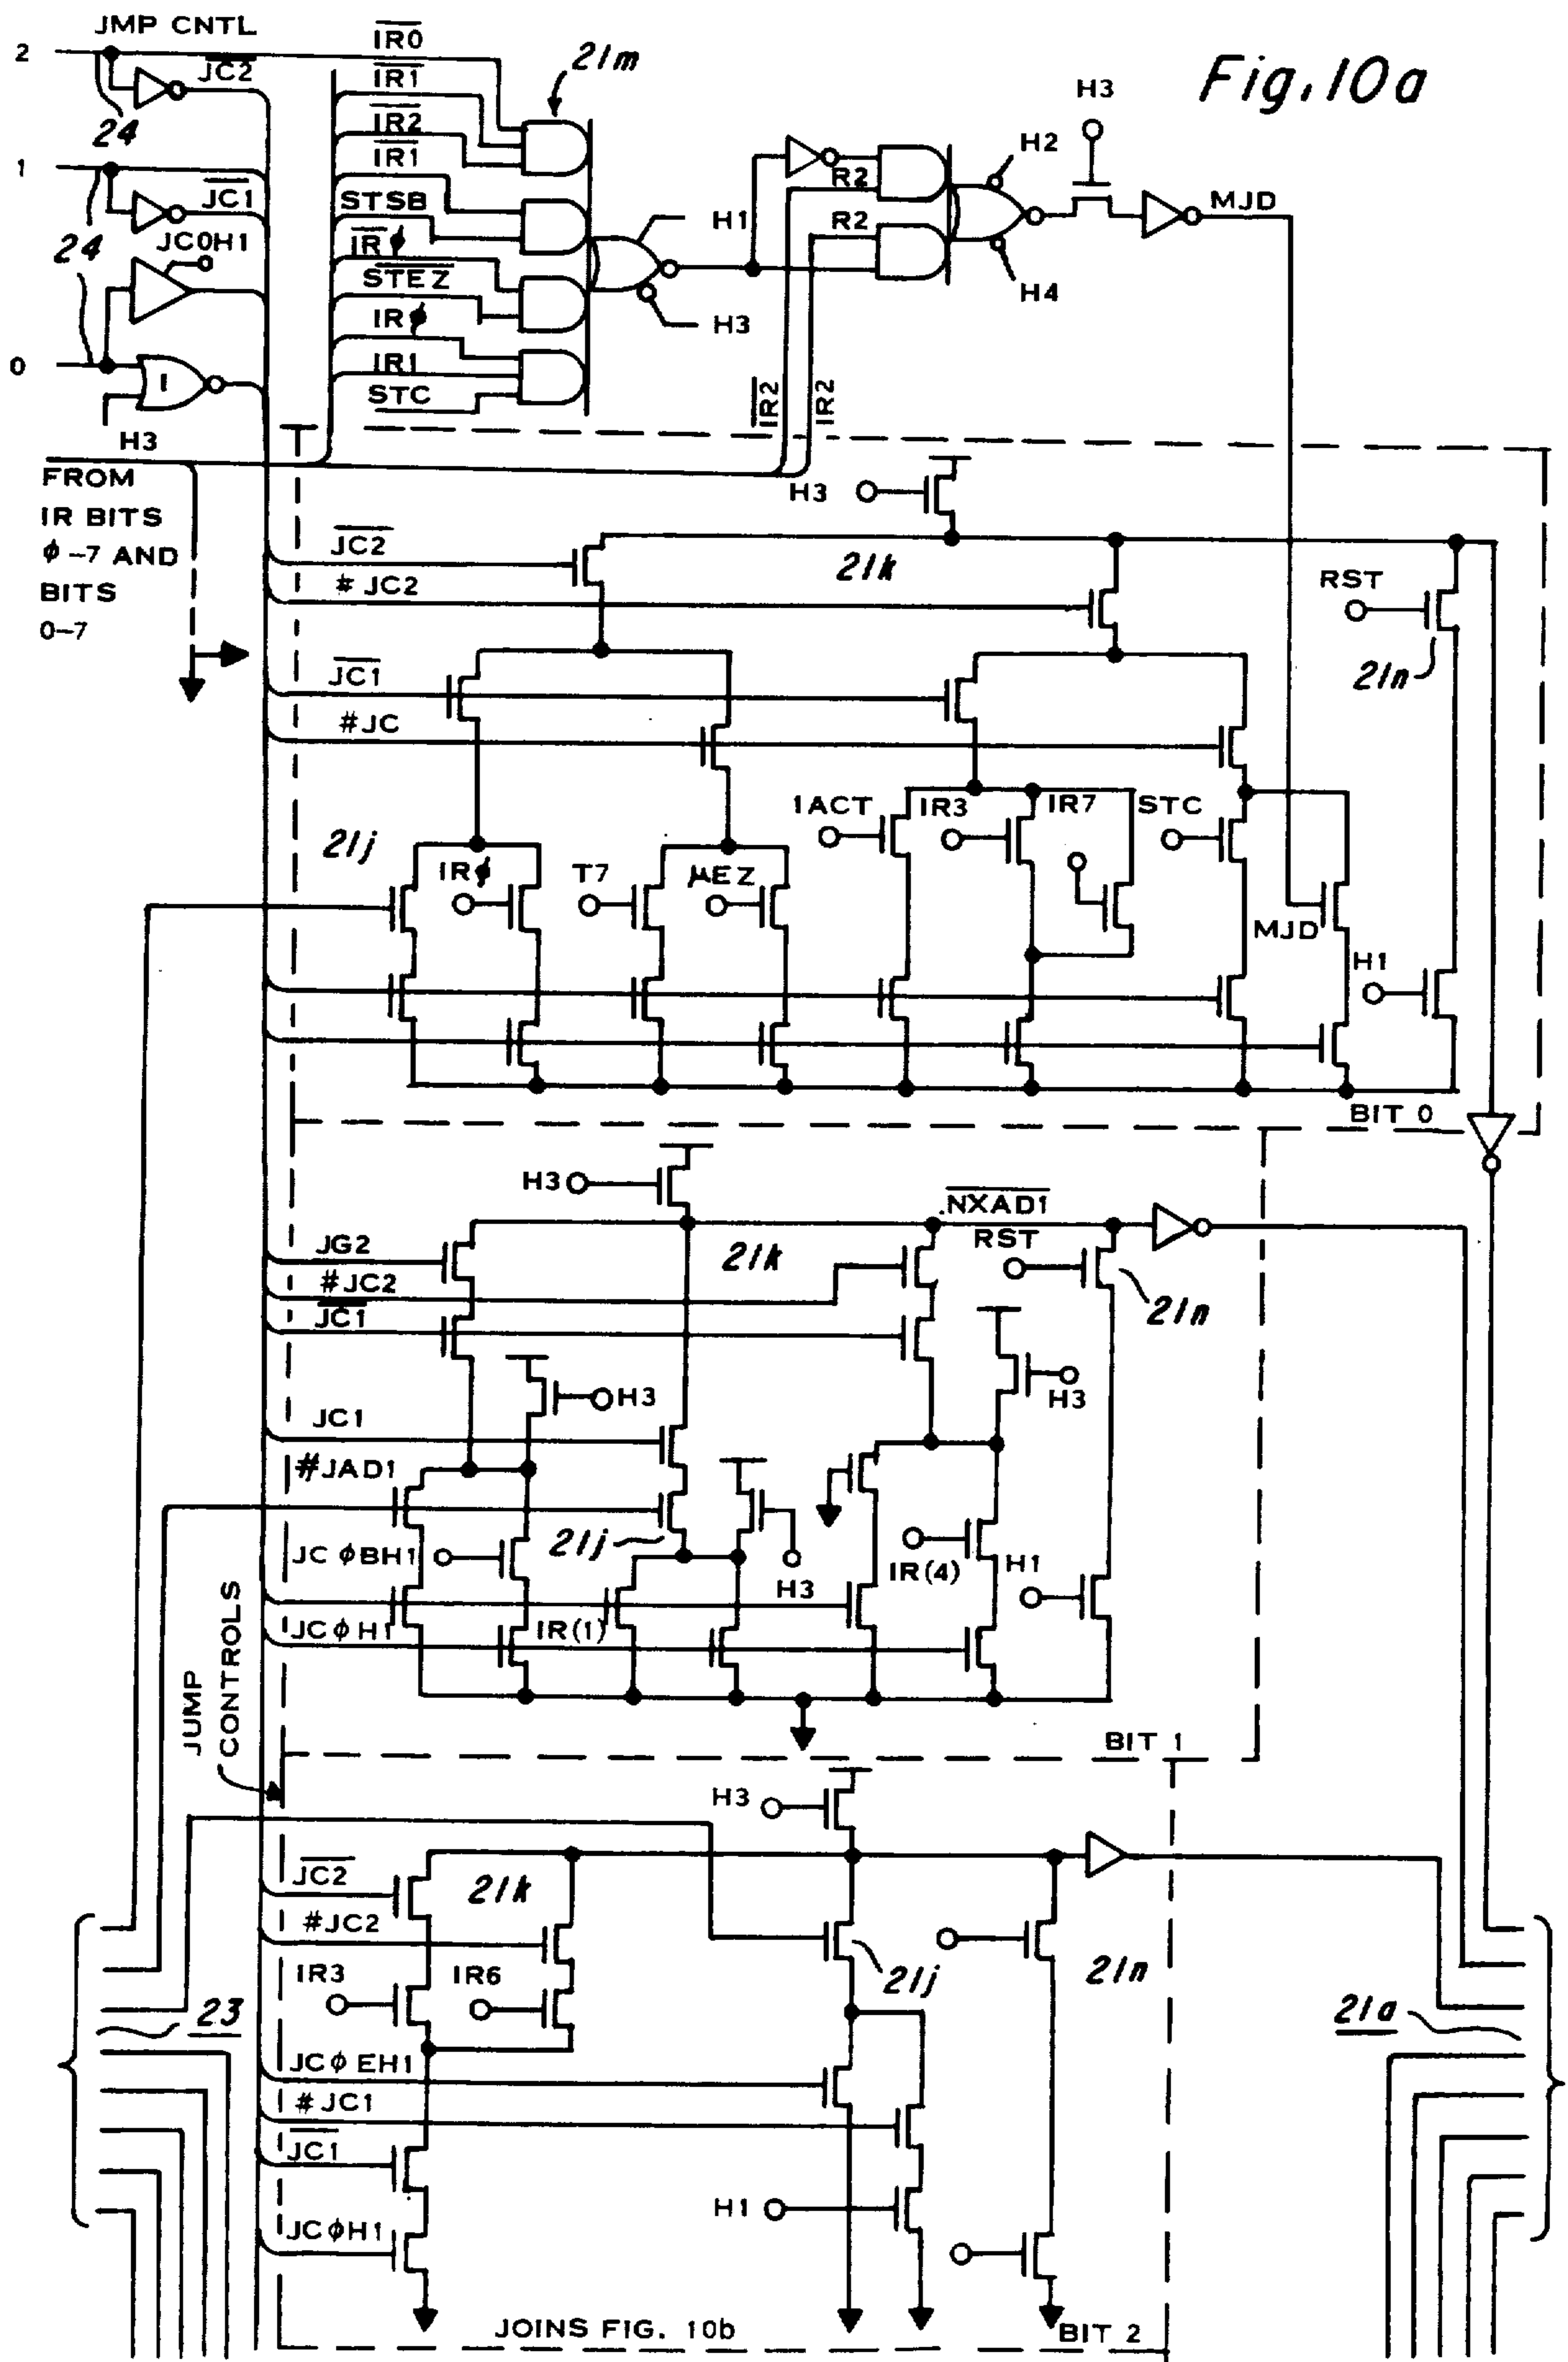 Fig. 10a
JMP CNTL
2
JC2
24
1
JC1
24
JC0H1
0
1
H3
IR0
IR1
IR2
IR1
STSB
IRϕ
STEZ
IRϕ
IR1
STC
21m
H1
H3
R2
R2
IR2
IR2
H2
H4
H3
MJD
FROM
IR BITS
ϕ-7 AND
BITS
0-7
H3
JC2
#JC2
21k
RST
21n
JC1
#JC
1ACT
IR3
IR7
STC
21j
IRϕ
T7
μEZ
MJD
H1
BIT 0
H3
.NXAD1
JG2
#JC2
JC1
21k
RST
21n
H3
H3
JC1
#JAD1
21j
JCϕBH1
H3
IR(4)
H1
JCϕH1
IR(1)
JUMP
CONTROLS
BIT 1
H3
JC2
21k
#JC2
IR3
IR6
21j
21n
23
21a
JCϕEH1
#JC1
JC1
H1
JCϕH1
JOINS FIG. 10b
BIT 2